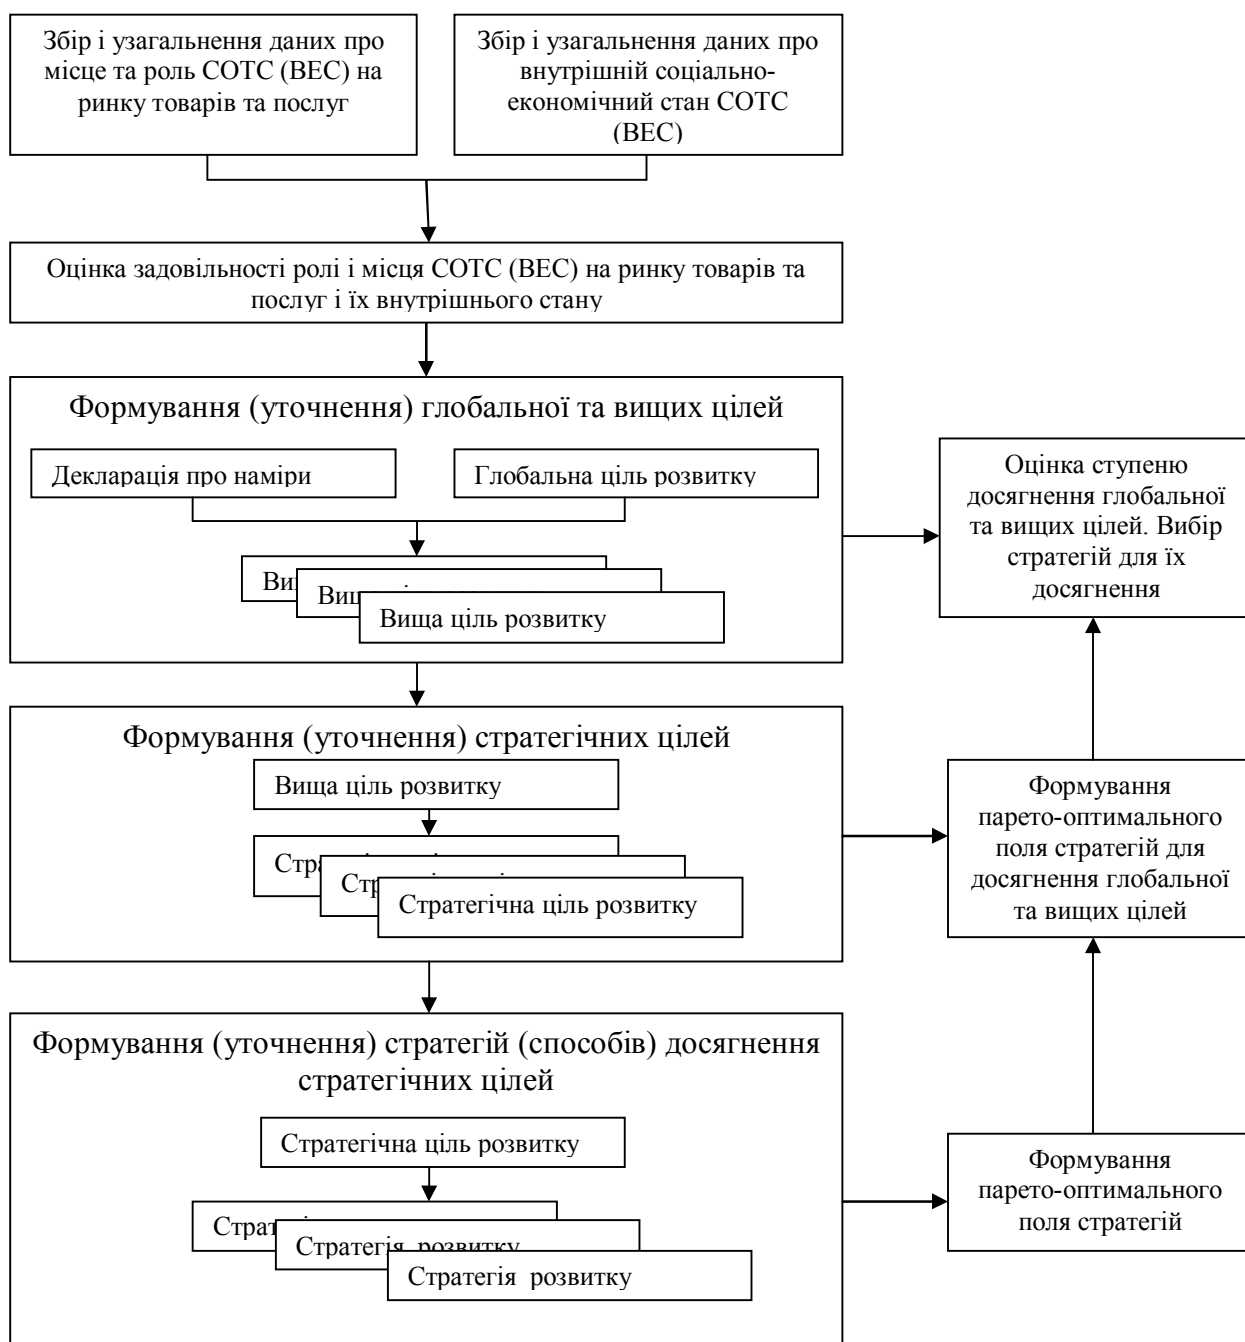 Збір і узагальнення даних про
місце та роль СОТС (ВЕС) на
ринку товарів та послуг
Збір і узагальнення даних про
внутрішній соціально-
економічний стан СОТС
(ВЕС)
Оцінка задовільності ролі і місця СОТС (ВЕС) на ринку товарів та
послуг і їх внутрішнього стану
Формування (уточнення) глобальної та вищих цілей
Декларація про наміри
Глобальна ціль розвитку
Вища ціль розвитку
Оцінка ступеню
досягнення глобальної
та вищих цілей. Вибір
стратегій для їх
досягнення
Формування (уточнення) стратегічних цілей
Вища ціль розвитку
Стратегічна ціль розвитку
Формування
парето-оптимального
поля стратегій для
досягнення глобальної
та вищих цілей
Формування (уточнення) стратегій (способів) досягнення
стратегічних цілей
Стратегічна ціль розвитку
Стратегія розвитку
Стратегія розвитку
Формування
парето-оптимального
поля стратегій